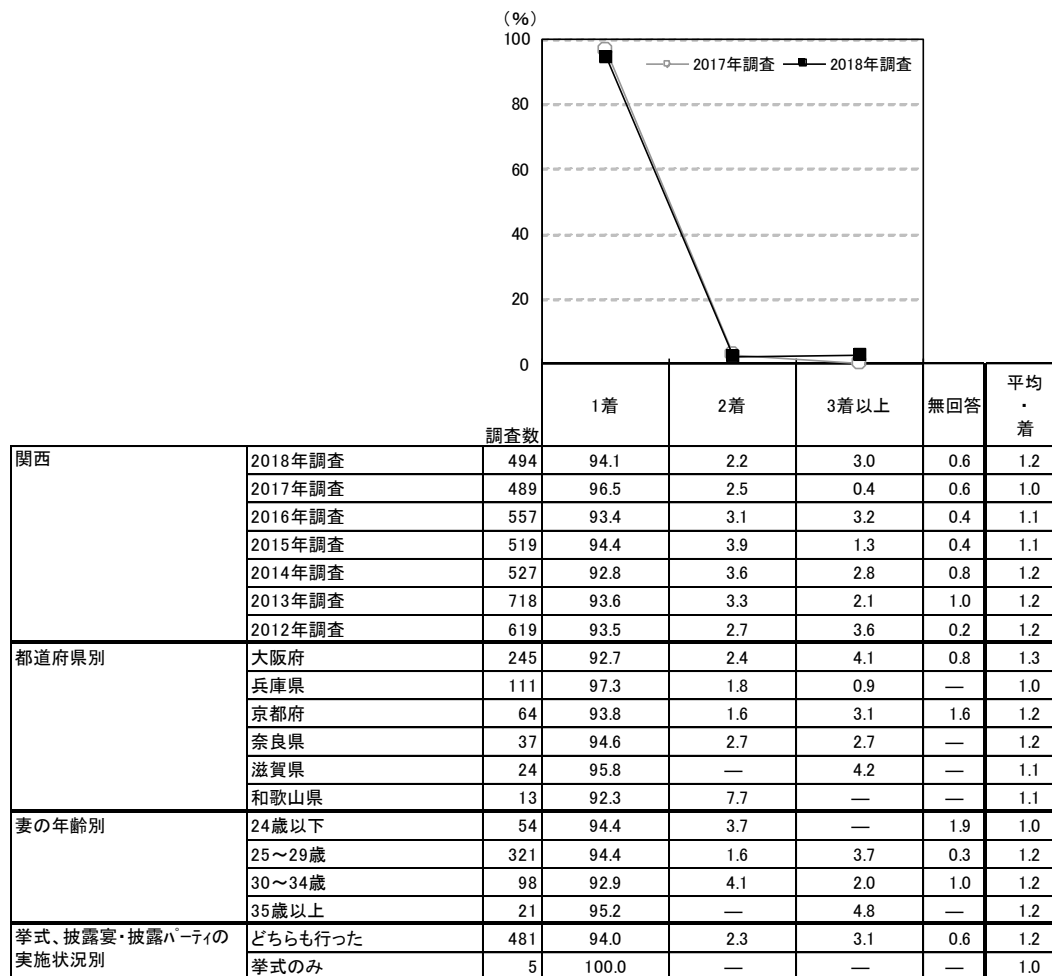 （％）
100
80
60
40
20
0
2017年調査 2018年調査
調査数 1着 2着 3着以上 無回答 平均・着
関西 2018年調査 494 94.1 2.2 3.0 0.6 1.2
2017年調査 489 96.5 2.5 0.4 0.6 1.0
2016年調査 557 93.4 3.1 3.2 0.4 1.1
2015年調査 519 94.4 3.9 1.3 0.4 1.1
2014年調査 527 92.8 3.6 2.8 0.8 1.2
2013年調査 718 93.6 3.3 2.1 1.0 1.2
2012年調査 619 93.5 2.7 3.6 0.2 1.2
都道府県別 大阪府 245 92.7 2.4 4.1 0.8 1.3
兵庫県 111 97.3 1.8 0.9 ― 1.0
京都府 64 93.8 1.6 3.1 1.6 1.2
奈良県 37 94.6 2.7 2.7 ― 1.2
滋賀県 24 95.8 ― 4.2 ― 1.1
和歌山県 13 92.3 7.7 ― ― 1.1
妻の年齢別 24歳以下 54 94.4 3.7 ― 1.9 1.0
25～29歳 321 94.4 1.6 3.7 0.3 1.2
30～34歳 98 92.9 4.1 2.0 1.0 1.2
35歳以上 21 95.2 ― 4.8 ― 1.2
挙式、披露宴・披露パーティの
実施状況別
どちらも行った 481 94.0 2.3 3.1 0.6 1.2
挙式のみ 5 100.0 ― ― ― 1.0